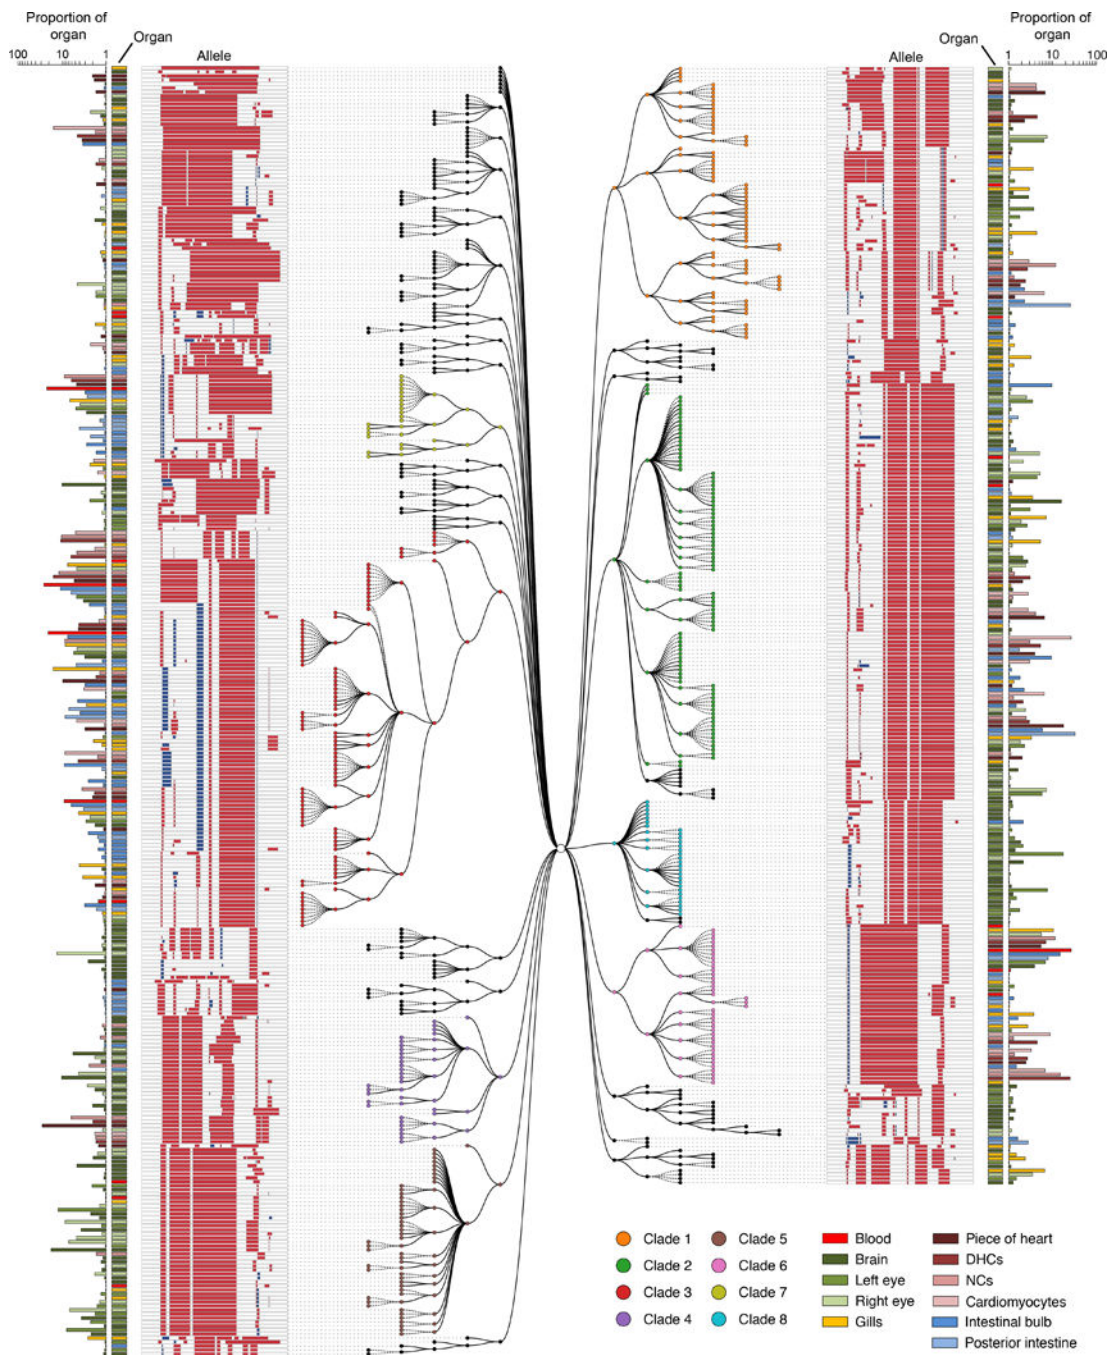 Proportion of
organ
Organ
100 10 1
Allele
Proportion of
organ
Organ
1 10 100
Allele
Clade 1
Clade 2
Clade 3
Clade 4
Clade 5
Clade 6
Clade 7
Clade 8
Blood
Brain
Left eye
Right eye
Gills
Piece of heart
DHCs
NCs
Cardiomyocytes
Intestinal bulb
Posterior intestine